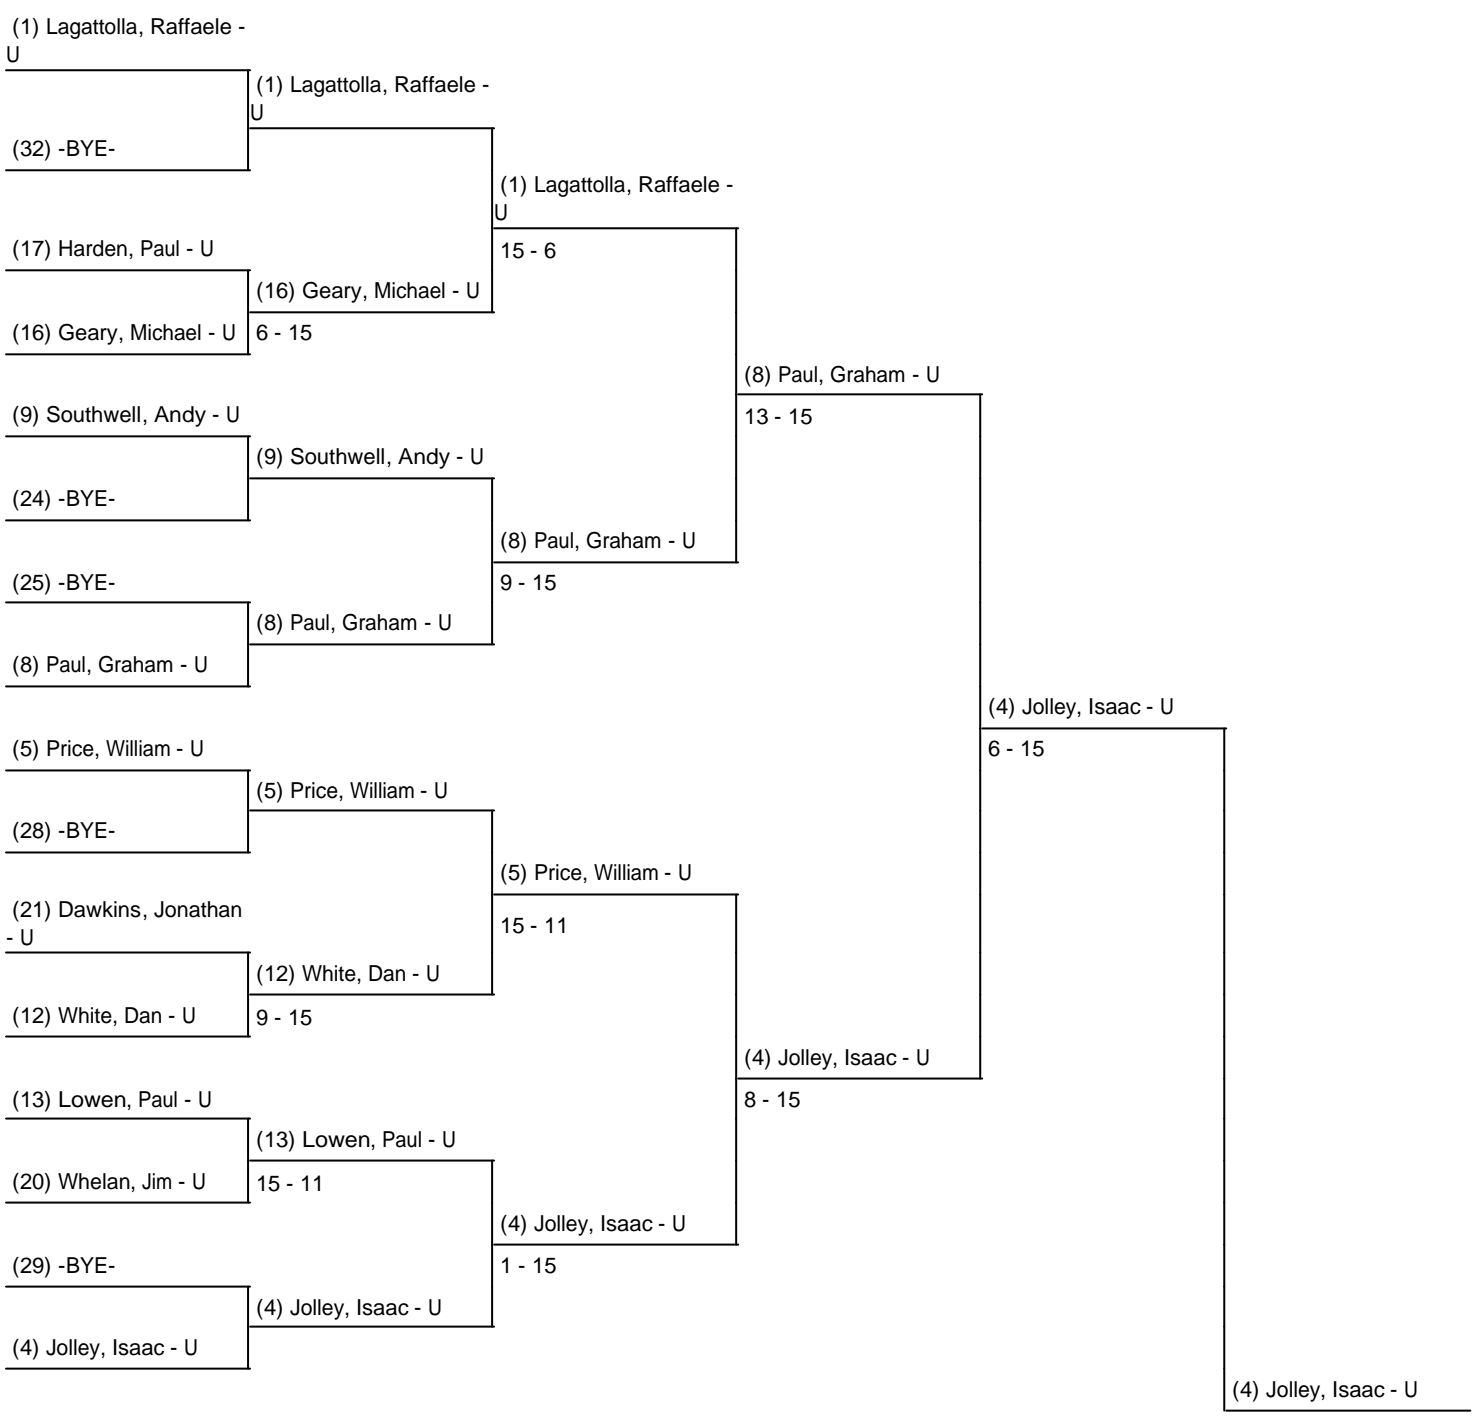 (1) Lagattolla, Raffaele -
U
(1) Lagattolla, Raffaele -
U
(32) -BYE-
(1) Lagattolla, Raffaele -
U
(17) Harden, Paul - U
15 - 6
(16) Geary, Michael - U
(16) Geary, Michael - U
6 - 15
(8) Paul, Graham - U
(9) Southwell, Andy - U
13 - 15
(9) Southwell, Andy - U
(24) -BYE-
(8) Paul, Graham - U
(25) -BYE-
9 - 15
(8) Paul, Graham - U
(8) Paul, Graham - U
(4) Jolley, Isaac - U
(5) Price, William - U
6 - 15
(5) Price, William - U
(28) -BYE-
(5) Price, William - U
(21) Dawkins, Jonathan
- U
15 - 11
(12) White, Dan - U
(12) White, Dan - U
9 - 15
(4) Jolley, Isaac - U
(13) Lowen, Paul - U
8 - 15
(13) Lowen, Paul - U
(20) Whelan, Jim - U
15 - 11
(4) Jolley, Isaac - U
(29) -BYE-
1 - 15
(4) Jolley, Isaac - U
(4) Jolley, Isaac - U
(4) Jolley, Isaac - U